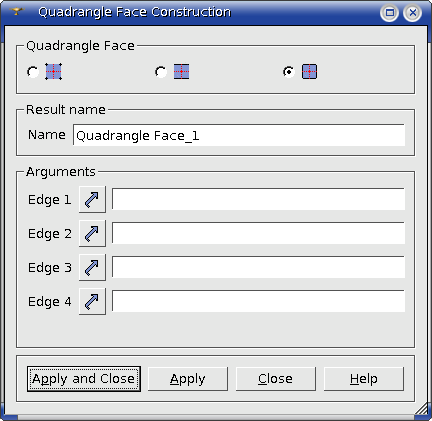 Quadrangle Face Construction
Quadrangle Face
Result name
Name Quadrangle Face_1
Arguments
Edge 1
Edge 2
Edge 3
Edge 4
Apply and Close Apply Close Help